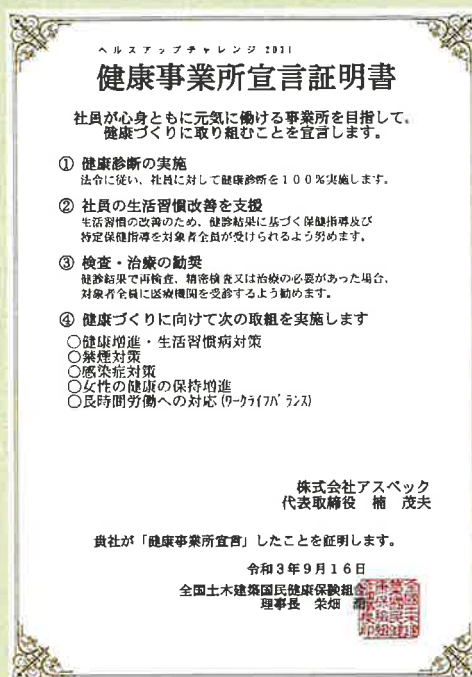 ヘルスアップチャレンジ 2021
健康事業所宣言証明書
社員が心身ともに元気に働ける事業所を目指して、
健康づくりに取り組むことを宣言します。
① 健康診断の実施
法令に従い、社員に対して健康診断を１００％実施します。
② 社員の生活習慣改善を支援
生活習慣の改善のため、健診結果に基づく保健指導及び
特定保健指導を対象者全員が受けられるよう努めます。
③ 検査・治療の勧奨
健診結果で再検査、精密検査又は治療の必要があった場合、
対象者全員に医療機関を受診するよう勧めます。
④ 健康づくりに向けて次の取組を実施します
○健康増進・生活習慣病対策
○禁煙対策
○感染症対策
○女性の健康の保持増進
○長時間労働への対応(ﾜｰｸﾗｲﾌﾊﾞﾗﾝｽ)
株式会社アスペック
代表取締役 楠 茂夫
貴社が「健康事業所宣言」したことを証明します。
令和３年９月１６日
全国土木建築国民健康保険組合
理事長 栄畑